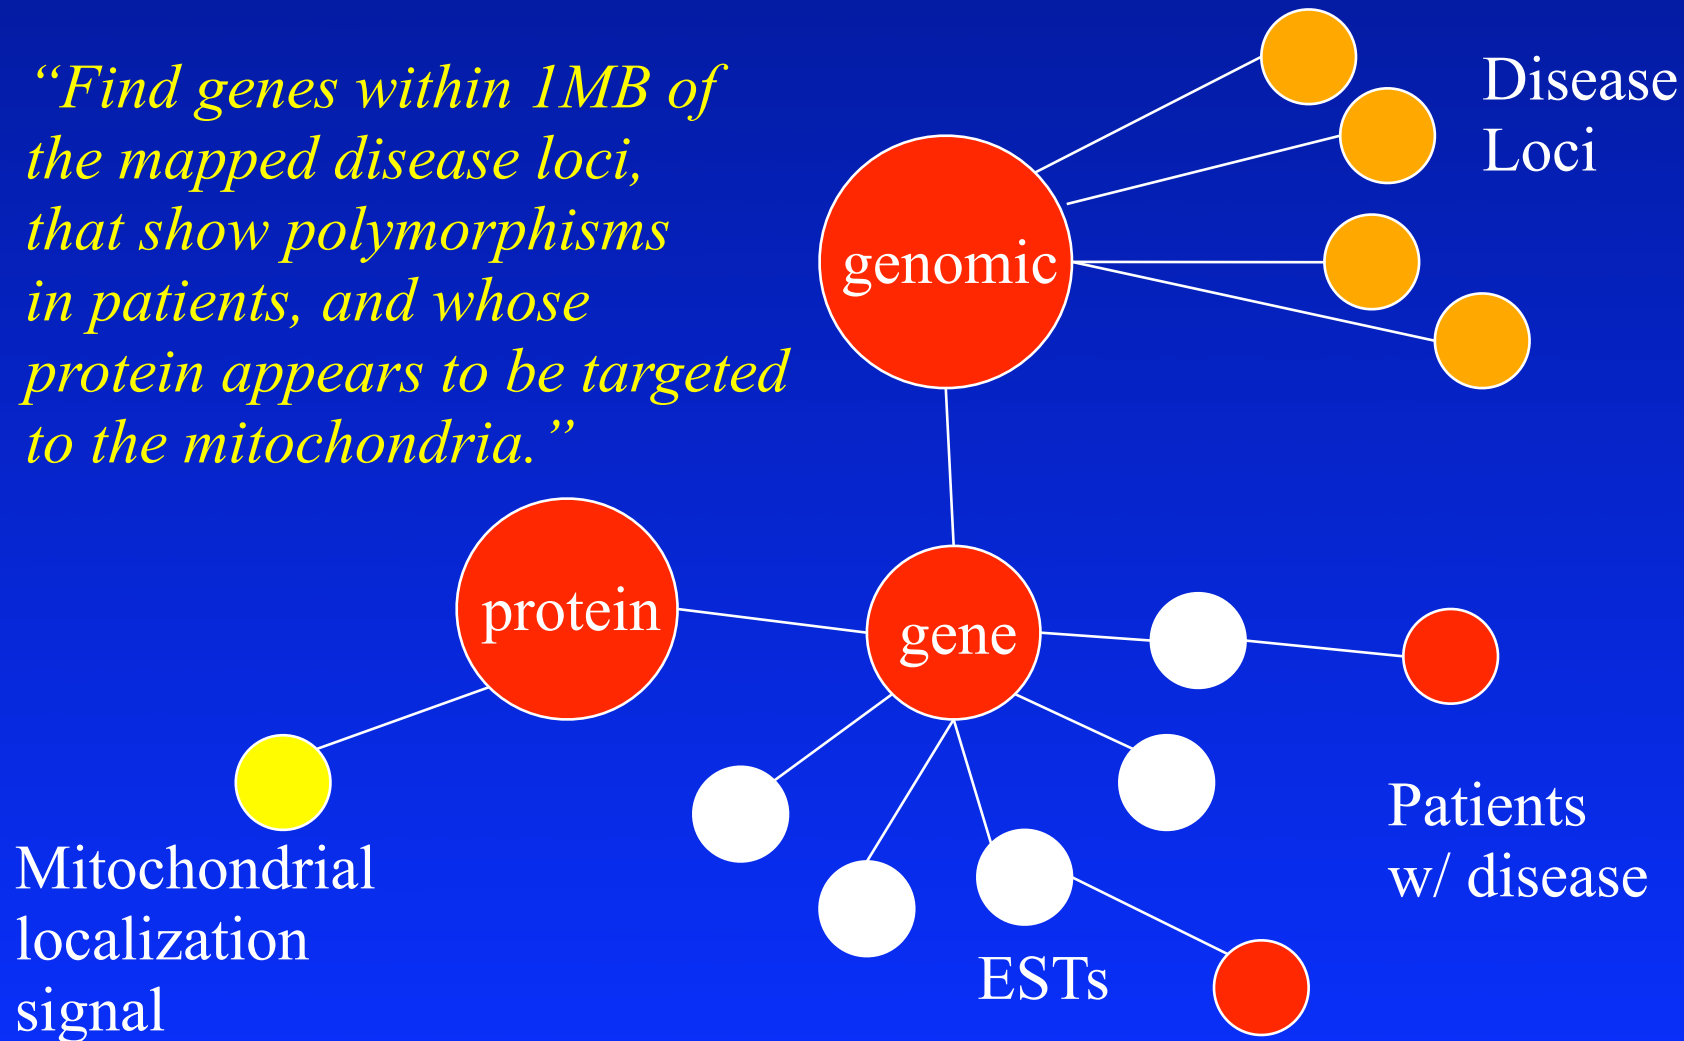 “Find genes within 1MB of
the mapped disease loci,
that show polymorphisms
in patients, and whose
protein appears to be targeted
to the mitochondria.”
Disease
Loci
genomic
protein
gene
Patients
w/ disease
Mitochondrial
localization
signal
ESTs